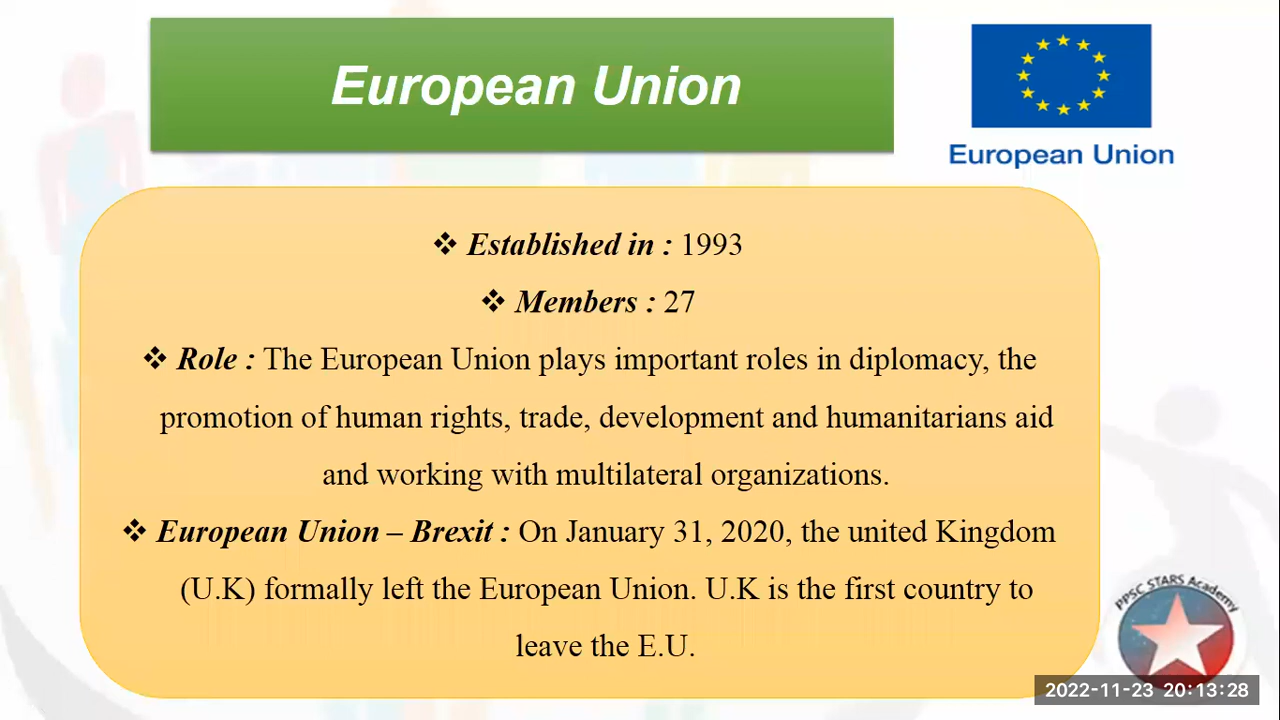 European Union
European Union
❖ Established in : 1993
❖ Members : 27
❖ Role : The European Union plays important roles in diplomacy, the
promotion of human rights, trade, development and humanitarians aid
and working with multilateral organizations.
❖ European Union – Brexit : On January 31, 2020, the united Kingdom
(U.K) formally left the European Union. U.K is the first country to
leave the E.U.
PPSC STARS Academy
2022-11-23 20:13:28